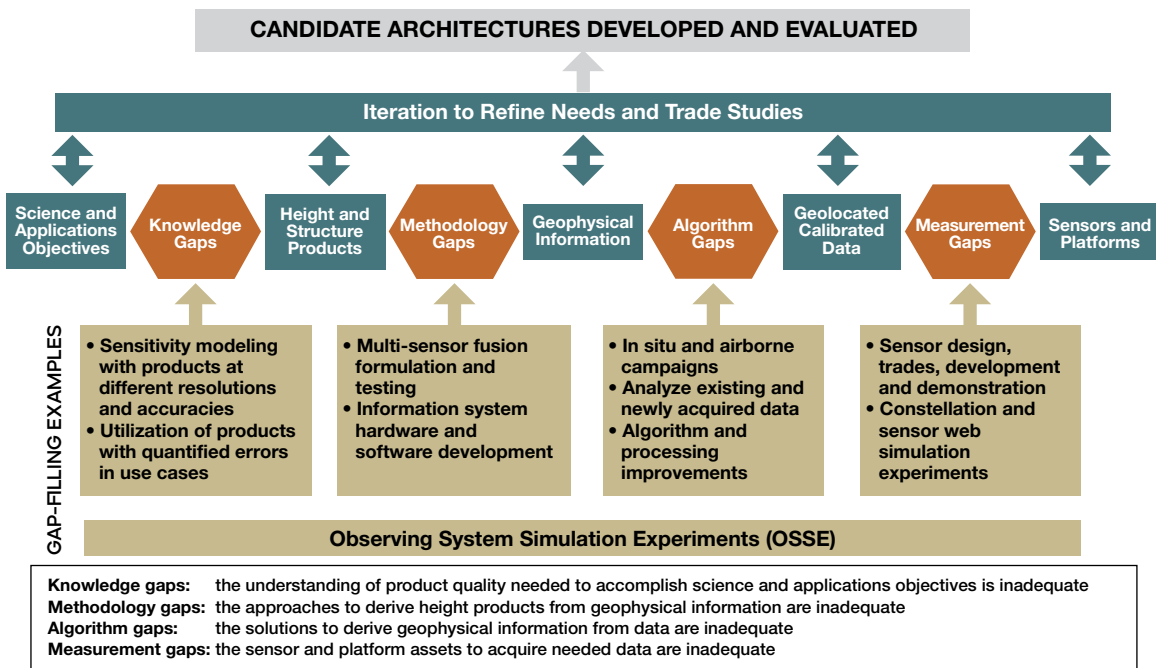 CANDIDATE ARCHITECTURES DEVELOPED AND EVALUATED
Iteration to Refine Needs and Trade Studies
Science and
Applications
Objectives
Knowledge
Gaps
Height and
Structure
Products
Methodology
Gaps
Geophysical
Information
Algorithm
Gaps
Geolocated
Calibrated
Data
Measurement
Gaps
Sensors and
Platforms
GAP-FILLING EXAMPLES
• Sensitivity modeling
with products at
different resolutions
and accuracies
• Utilization of products
with quantified errors
in use cases
• Multi-sensor fusion
formulation and
testing
• Information system
hardware and
software development
• In situ and airborne
campaigns
• Analyze existing and
newly acquired data
• Algorithm and
processing
improvements
• Sensor design,
trades, development
and demonstration
• Constellation and
sensor web
simulation
experiments
Observing System Simulation Experiments (OSSE)
Knowledge gaps: the understanding of product quality needed to accomplish science and applications objectives is inadequate
Methodology gaps: the approaches to derive height products from geophysical information are inadequate
Algorithm gaps: the solutions to derive geophysical information from data are inadequate
Measurement gaps: the sensor and platform assets to acquire needed data are inadequate